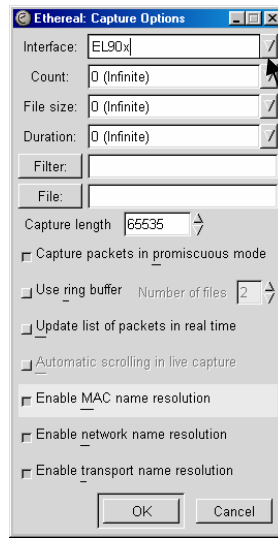 Ethereal: Capture Options
Interface: EL90x
Count: 0 (Infinite)
File size: 0 (Infinite)
Duration: 0 (Infinite)
Filter:
File:
Capture length 65535
Capture packets in promiscuous mode
Use ring buffer Number of files 2
Update list of packets in real time
Automatic scrolling in live capture
Enable MAC name resolution
Enable network name resolution
Enable transport name resolution
OK Cancel